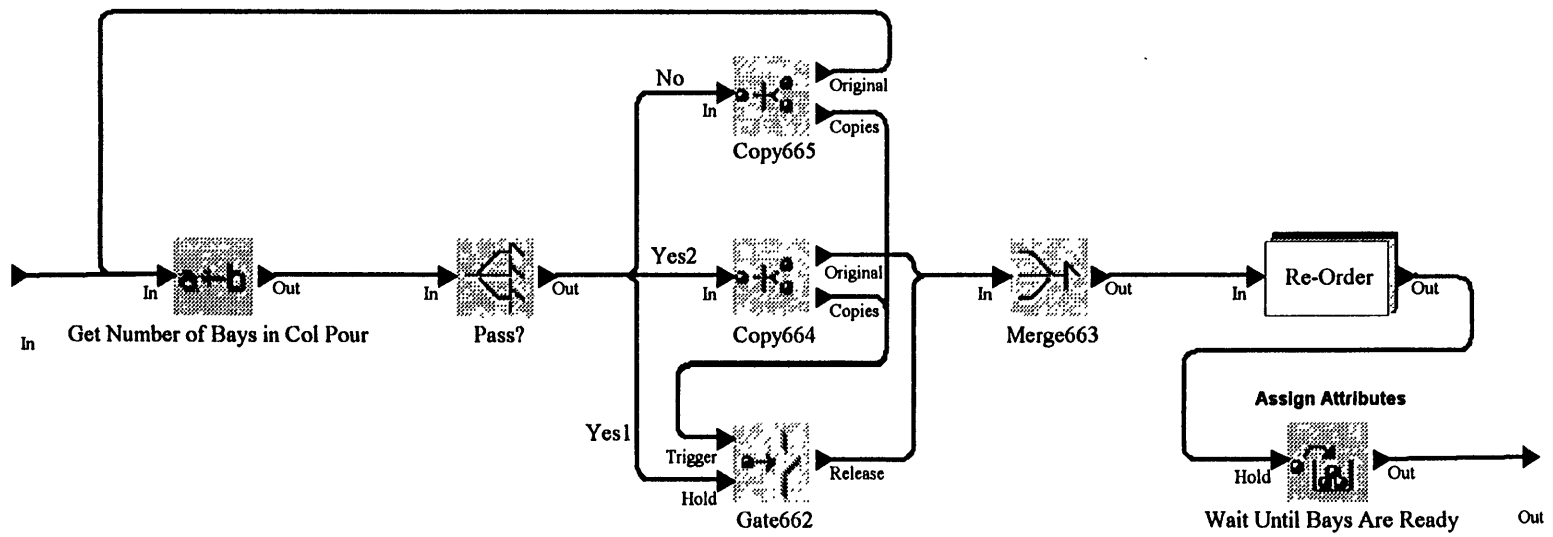 No
In
Original
Copies
Copy665
In
In
Out
Get Number of Bays in Col Pour
a+b
In
Out
Pass?
Yes2
In
Original
Copies
Copy664
In
Out
Merge663
In
Re-Order
Out
Yes1
Trigger
Hold
Release
Gate662
Assign Attributes
Hold
Out
Wait Until Bays Are Ready
Out